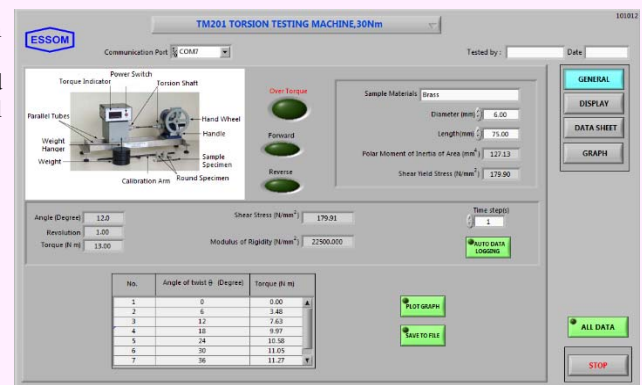 101012
TM201 TORSION TESTING MACHINE,30Nm
ESSOM
Communication Port COM7
Tested by :
Date
Power Switch
Torque Indicator
Torsion Shaft
Parallel Tubes
Hand Wheel
Handle
Weight
Hanger
Weight
Sample
Specimen
Calibration Arm
Round Specimen
Over Torque
Forward
Reverse
Sample Materials Brass
Diameter (mm) 6.00
Length(mm) 75.00
Polar Moment of Inertia of Area (mm⁴) 127.13
Shear Yield Stress (N/mm²) 179.90
GENERAL
DISPLAY
DATA SHEET
GRAPH
Angle (Degree) 12.0
Revolution 1.00
Torque (N m) 13.00
Shear Stress (N/mm²) 179.91
Modulus of Rigidity (N/mm²) 22500.000
Time step(s)
1
AUTO DATA
LOGGING
No. Angle of twist θ (Degree) Torque (N m)
1 0 0.00
2 6 3.48
3 12 7.63
4 18 9.97
5 24 10.58
6 30 11.05
7 36 11.27
PLOT GRAPH
SAVE TO FILE
ALL DATA
STOP